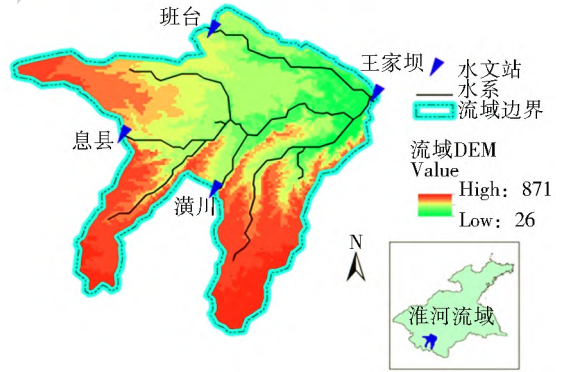 班台
王家坝
息县
潢川
水文站
水系
流域边界
流域DEM
Value
High：871
Low：26
N
淮河流域